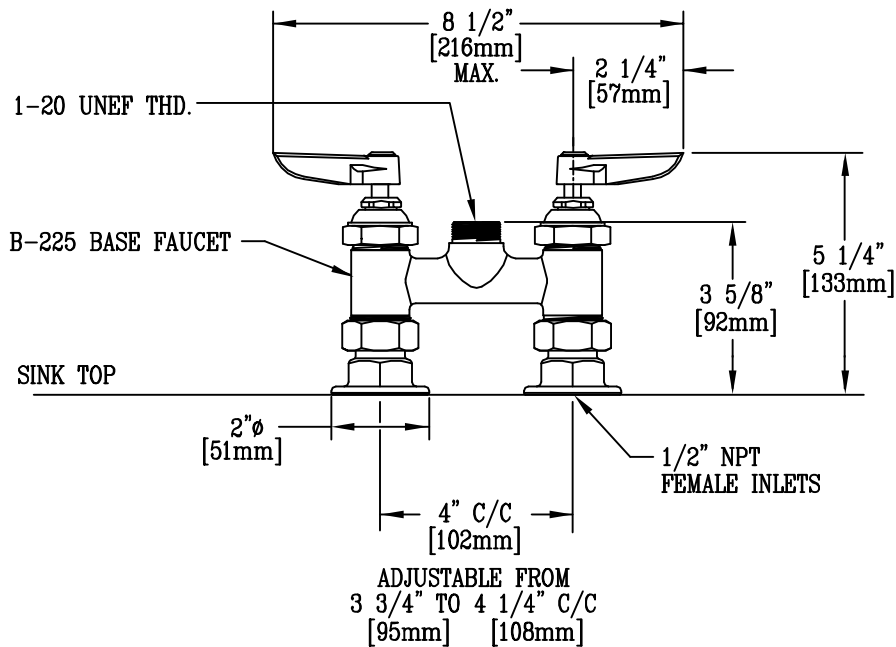 8 1/2"
[216mm]
MAX.
2 1/4"
[57mm]
1-20 UNEF THD.
B-225 BASE FAUCET
5 1/4"
[133mm]
3 5/8"
[92mm]
SINK TOP
2"ø
[51mm]
1/2" NPT
FEMALE INLETS
4" C/C
[102mm]
ADJUSTABLE FROM
3 3/4" TO 4 1/4" C/C
[95mm] [108mm]